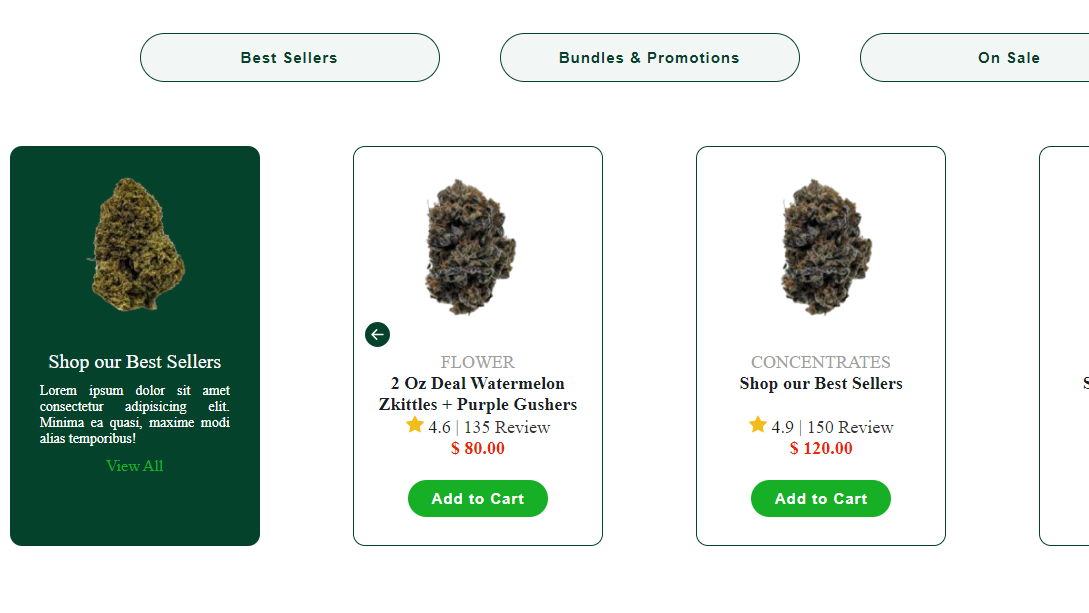 Best Sellers
Bundles & Promotions
On Sale
Shop our Best Sellers
Lorem ipsum dolor sit amet
consectetur adipisicing elit.
Minima ea quasi, maxime modi
alias temporibus!
View All
FLOWER
2 Oz Deal Watermelon
Zkittles + Purple Gushers
4.6 | 135 Review
$ 80.00
Add to Cart
CONCENTRATES
Shop our Best Sellers
4.9 | 150 Review
$ 120.00
Add to Cart